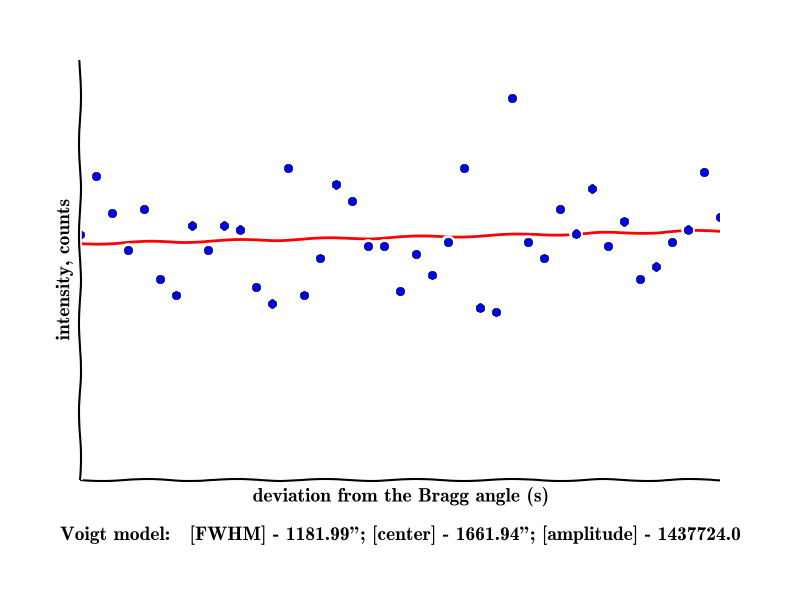 intensity, counts
deviation from the Bragg angle (s)
Voigt model: [FWHM] - 1181.99”; [center] - 1661.94”; [amplitude] - 1437724.0